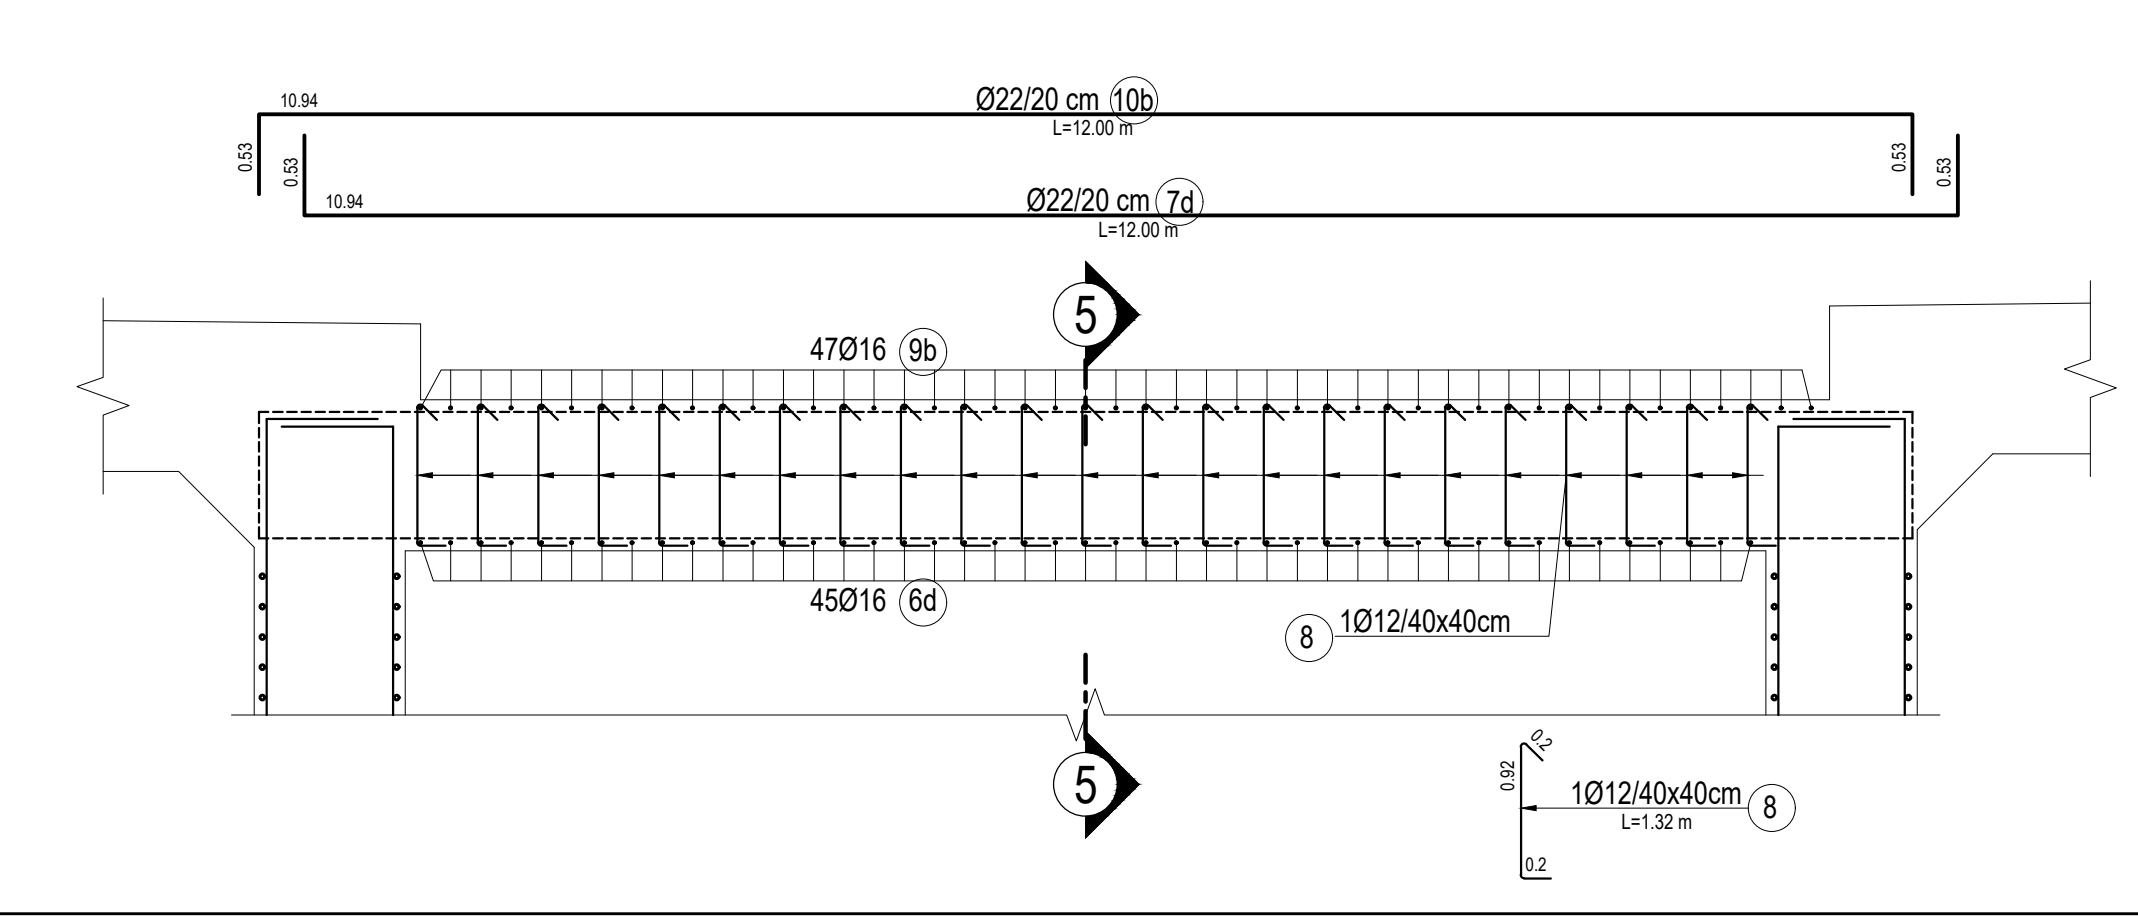 10.94
Ø22/20 cm 10b
L=12.00 m
0.53
0.53
0.53
0.53
10.94
Ø22/20 cm 7d
L=12.00 m
5
47Ø16 9b
45Ø16 6d
8 1Ø12/40x40cm
5
0.2
0.92
1Ø12/40x40cm 8
L=1.32 m
0.2